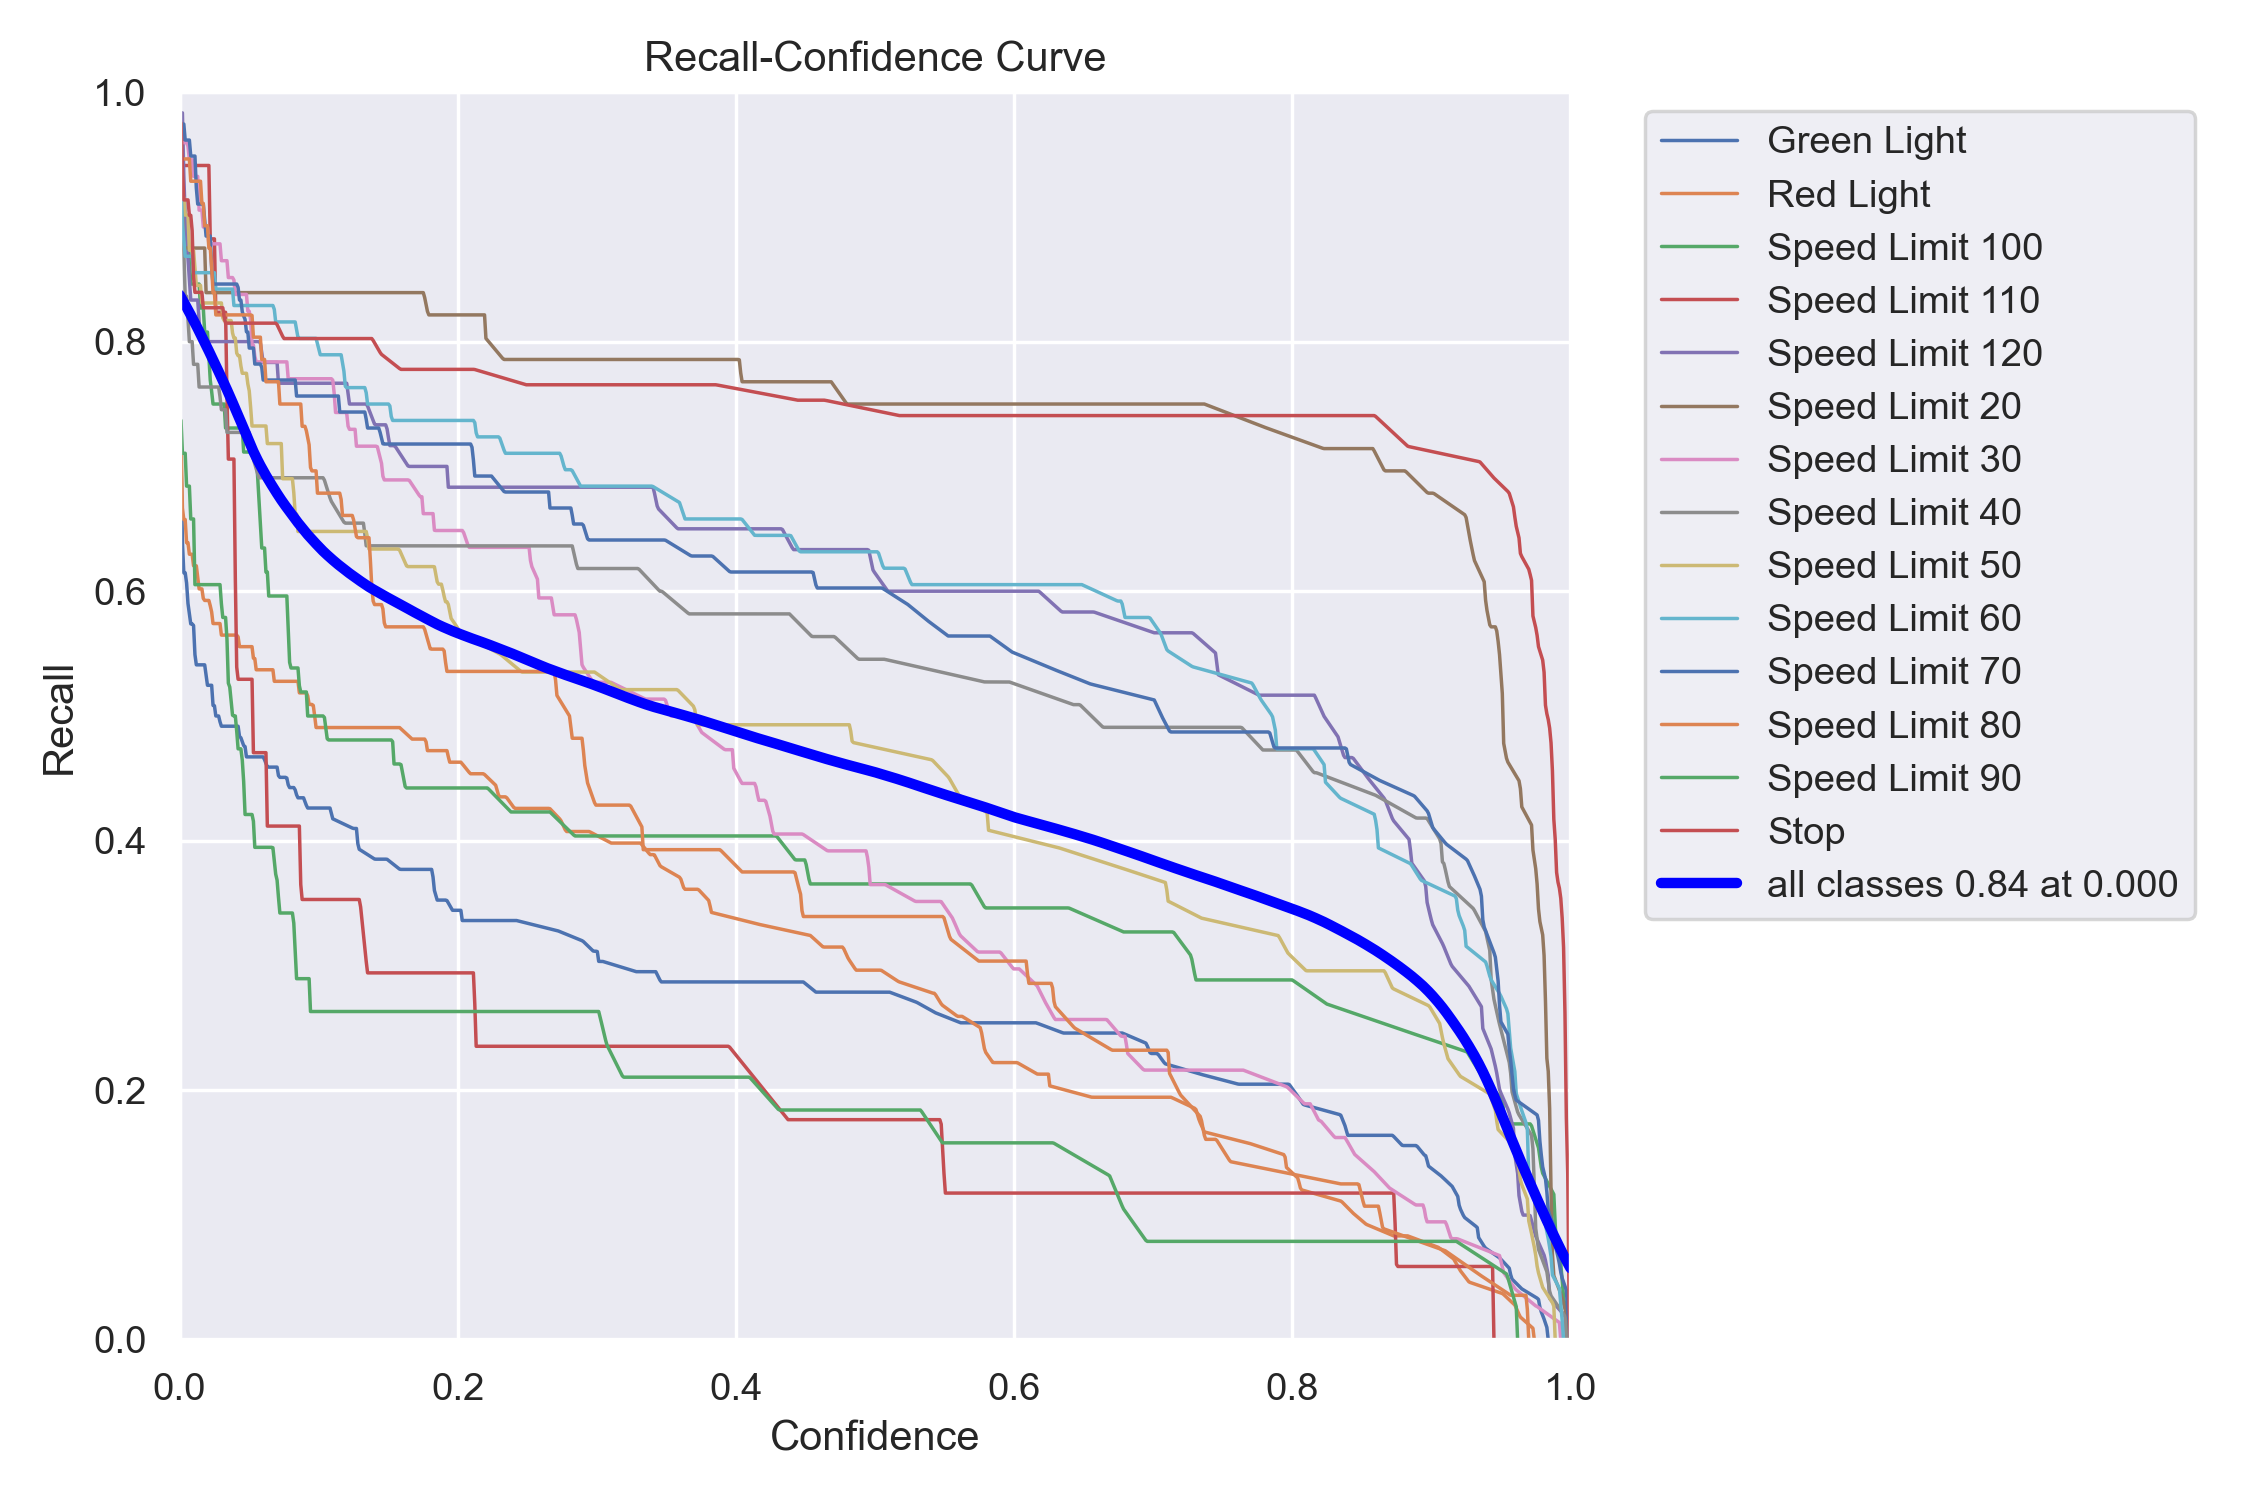 Recall-Confidence Curve
1.0
0.8
0.6
0.4
0.2
0.0
Recall
0.0 0.2 0.4 0.6 0.8 1.0
Confidence
Green Light
Red Light
Speed Limit 100
Speed Limit 110
Speed Limit 120
Speed Limit 20
Speed Limit 30
Speed Limit 40
Speed Limit 50
Speed Limit 60
Speed Limit 70
Speed Limit 80
Speed Limit 90
Stop
all classes 0.84 at 0.000